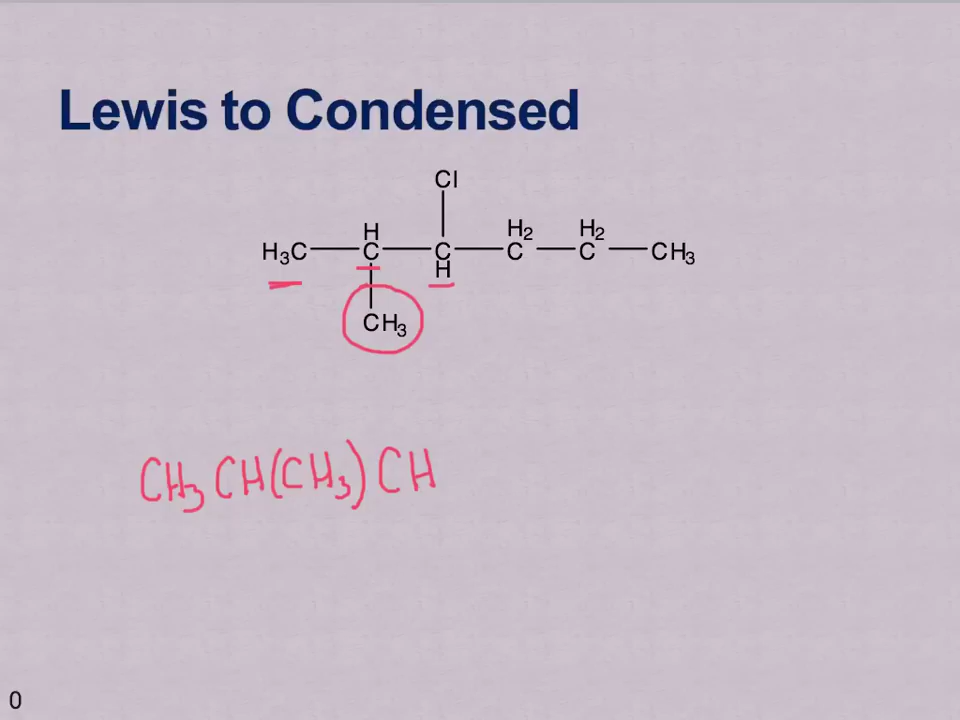 Lewis to Condensed
Cl
H H₂ H₂
H₃C C C C C CH₃
H
CH₃
CH₃CH(CH₃)CH
0